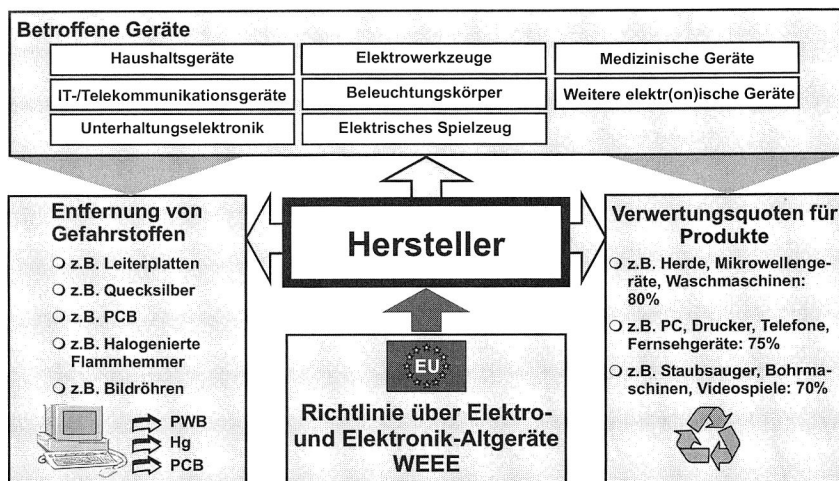 Betroffene Geräte
Haushaltsgeräte
Elektrowerkzeuge
Medizinische Geräte
IT-/Telekommunikationsgeräte
Beleuchtungskörper
Weitere elektr(on)ische Geräte
Unterhaltungselektronik
Elektrisches Spielzeug
Entfernung von
Gefahrstoffen
z.B. Leiterplatten
z.B. Quecksilber
z.B. PCB
z.B. Halogenierte
Flammhemmer
z.B. Bildröhren
PWB
Hg
PCB
Hersteller
EU
Richtlinie über Elektro-
und Elektronik-Altgeräte
WEEE
Verwertungsquoten für
Produkte
z.B. Herde, Mikrowellenge-
räte, Waschmaschinen:
80%
z.B. PC, Drucker, Telefone,
Fernsehgeräte: 75%
z.B. Staubsauger, Bohrma-
schinen, Videospiele: 70%